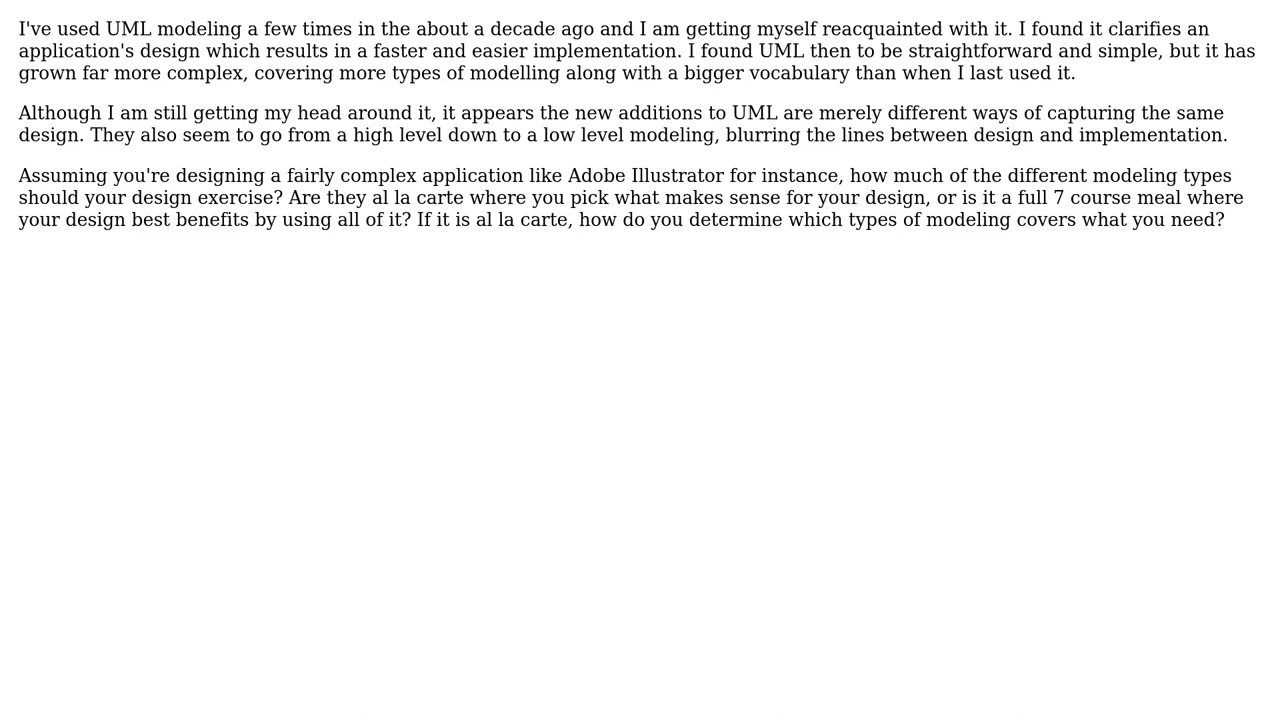 I've used UML modeling a few times in the about a decade ago and I am getting myself reacquainted with it. I found it clarifies an
application's design which results in a faster and easier implementation. I found UML then to be straightforward and simple, but it has
grown far more complex, covering more types of modelling along with a bigger vocabulary than when I last used it.
Although I am still getting my head around it, it appears the new additions to UML are merely different ways of capturing the same
design. They also seem to go from a high level down to a low level modeling, blurring the lines between design and implementation.
Assuming you're designing a fairly complex application like Adobe Illustrator for instance, how much of the different modeling types
should your design exercise? Are they al la carte where you pick what makes sense for your design, or is it a full 7 course meal where
your design best benefits by using all of it? If it is al la carte, how do you determine which types of modeling covers what you need?